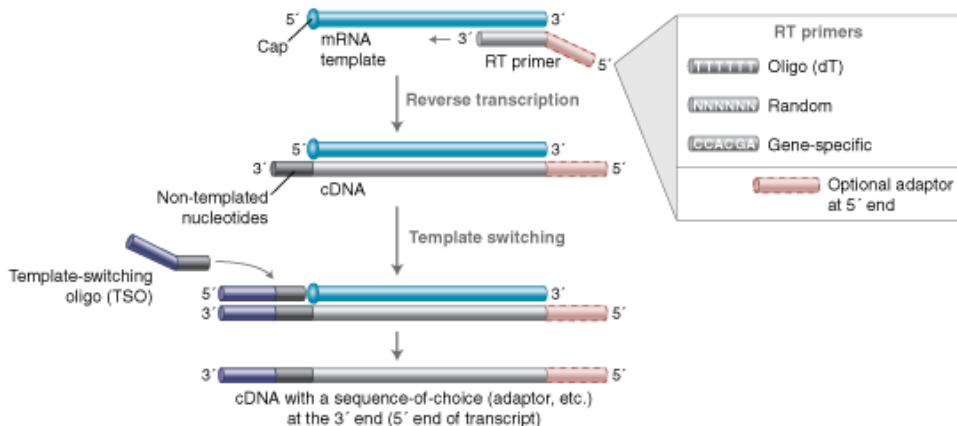 5´
3´
Cap
mRNA
template
3´
RT primer
5´
RT primers
TTTTTT Oligo (dT)
NNNNNN Random
CCACGA Gene-specific
Optional adaptor
at 5´ end
Reverse transcription
5´
3´
3´
5´
cDNA
Non-templated
nucleotides
Template switching
Template-switching
oligo (TSO)
5´
3´
3´
5´
3´
5´
cDNA with a sequence-of-choice (adaptor, etc.)
at the 3´ end (5´ end of transcript)